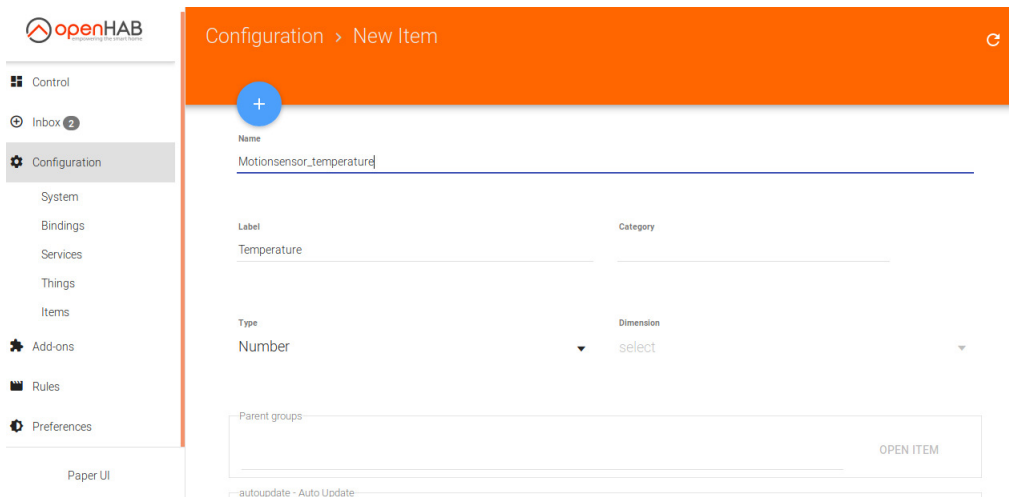 openHAB
empowering the smart home
Control
Inbox 2
Configuration
System
Bindings
Services
Things
Items
Add-ons
Rules
Preferences
Paper UI
Configuration > New Item
+
Name
Motionsensor_temperature
Label
Category
Temperature
Type
Dimension
Number
select
Parent groups
OPEN ITEM
autoupdate - Auto Update